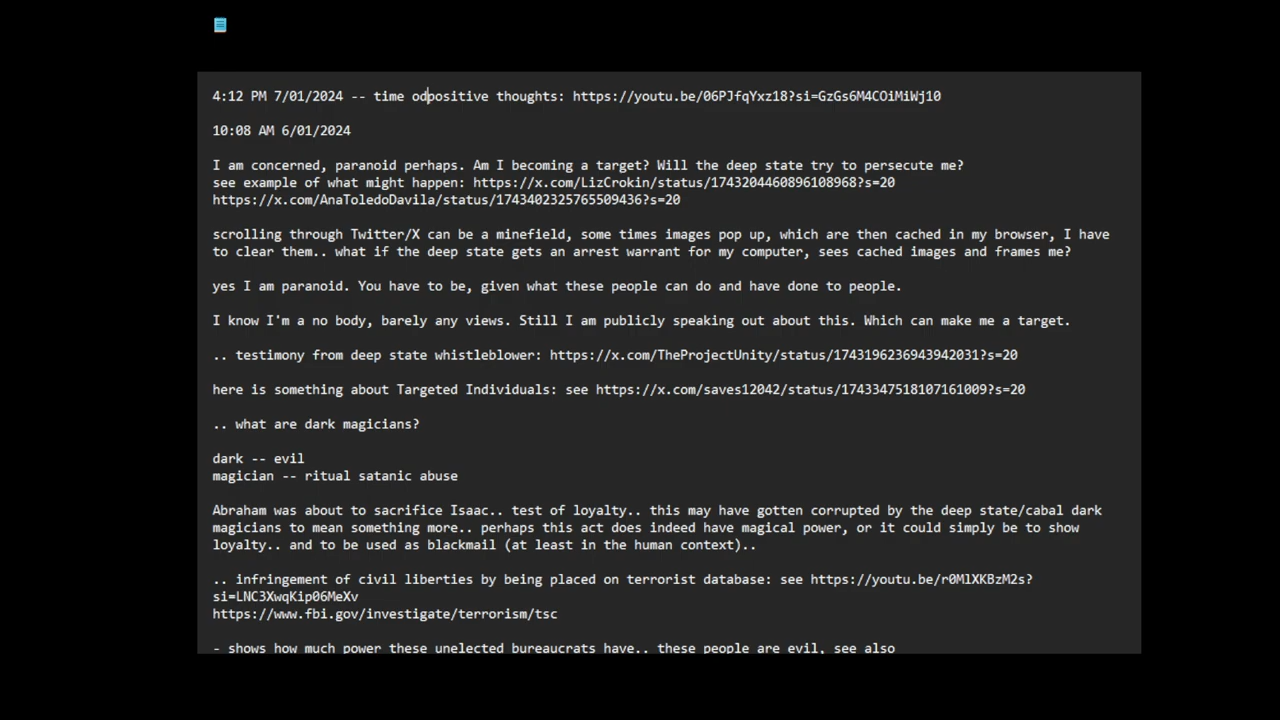 4:12 PM 7/01/2024 -- time odpositive thoughts: https://youtu.be/06PJfqYxz18?si=GzGs6M4COiMiWj10
10:08 AM 6/01/2024
I am concerned, paranoid perhaps. Am I becoming a target? Will the deep state try to persecute me?
see example of what might happen: https://x.com/LizCrokin/status/1743204460896108968?s=20
https://x.com/AnaToledoDavila/status/1743402325765509436?s=20
scrolling through Twitter/X can be a minefield, some times images pop up, which are then cached in my browser, I have
to clear them.. what if the deep state gets an arrest warrant for my computer, sees cached images and frames me?
yes I am paranoid. You have to be, given what these people can do and have done to people.
I know I'm a no body, barely any views. Still I am publicly speaking out about this. Which can make me a target.
.. testimony from deep state whistleblower: https://x.com/TheProjectUnity/status/1743196236943942031?s=20
here is something about Targeted Individuals: see https://x.com/saves12042/status/1743347518107161009?s=20
.. what are dark magicians?
dark -- evil
magician -- ritual satanic abuse
Abraham was about to sacrifice Isaac.. test of loyalty.. this may have gotten corrupted by the deep state/cabal dark
magicians to mean something more.. perhaps this act does indeed have magical power, or it could simply be to show
loyalty.. and to be used as blackmail (at least in the human context)..
.. infringement of civil liberties by being placed on terrorist database: see https://youtu.be/r0MlXKBzM2s?
si=LNC3XwqKip06MeXv
https://www.fbi.gov/investigate/terrorism/tsc
- shows how much power these unelected bureaucrats have.. these people are evil, see also